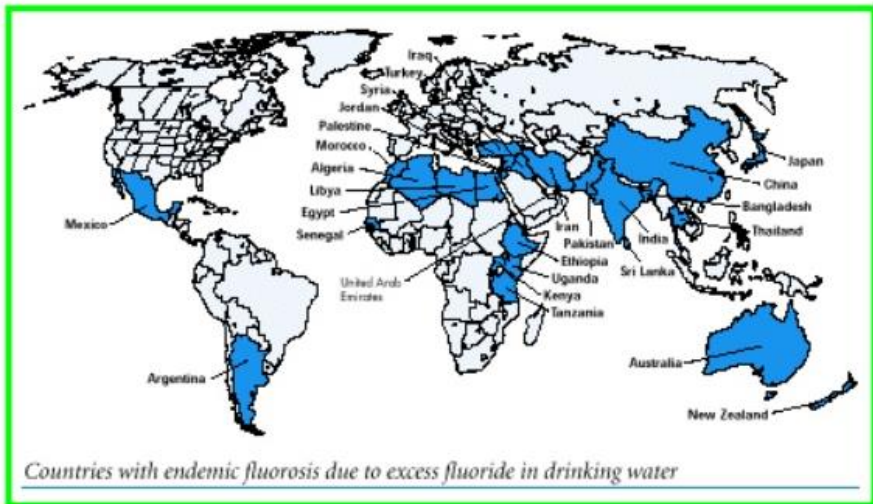 Iraq
Turkey
Syria
Jordan
Palestine
Morocco
Algeria
Libya
Egypt
Senegal
United Arab
Emirates
Mexico
Argentina
Japan
China
Bangladesh
Thailand
India
Iran
Pakistan
Sri Lanka
Ethiopia
Uganda
Kenya
Tanzania
Australia
New Zealand
Countries with endemic fluorosis due to excess fluoride in drinking water